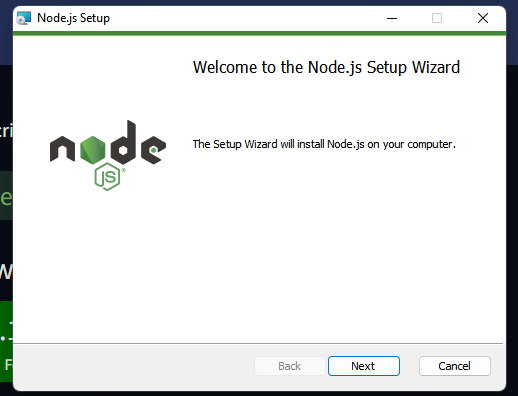 Node.js Setup
Welcome to the Node.js Setup Wizard
node
JS
The Setup Wizard will install Node.js on your computer.
Back
Next
Cancel